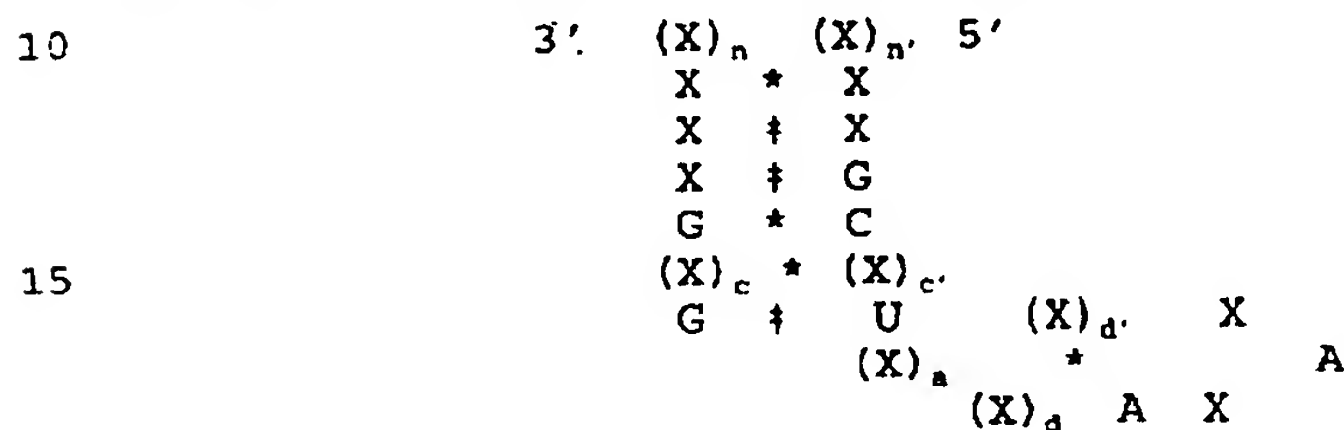 10 3'. (X)n (X)n'. 5'
X * X
X ‡ X
X ‡ G
G * C
15 (X)c * (X)c'
G ‡ U (X)d'. X
(X)a * A
(X)d A X